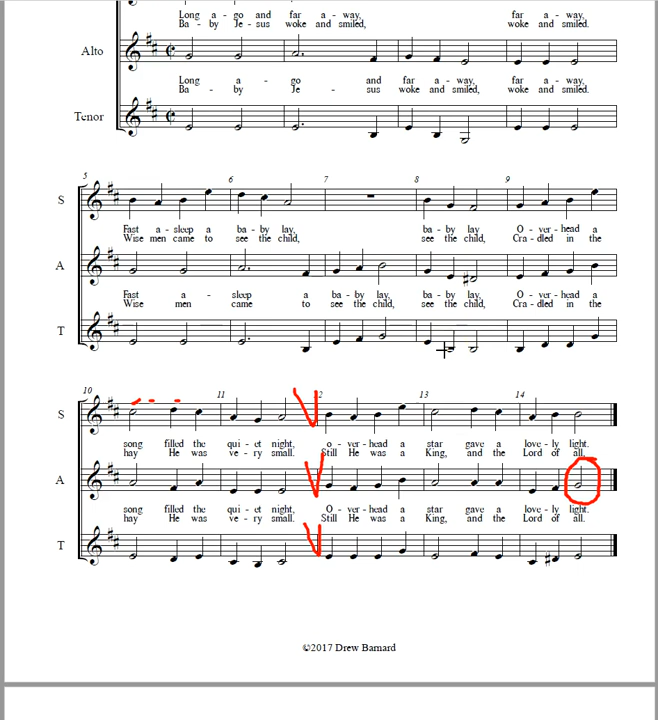 Long a - go and far a - way, far a - way,
Ba - by Je - sus woke and smiled, woke and smiled.
Alto
Long a - go and far a - way, far a - way,
Ba - by Je - sus woke and smiled, woke and smiled.
Tenor
5 6 7 8 9
S
Fast a - sleep a ba - by lay, ba - by lay, O - ver - head a
Wise men came to see the child, see the child, Cra - dled in the
A
Fast a - sleep a ba - by lay, ba - by lay, O - ver - head a
Wise men came to see the child, see the child, Cra - dled in the
T
10 11 12 13 14
S
song filled the qui - et night, o - ver - head a star gave a love - ly light.
hay He was ve - ry small. Still He was a King, and the Lord of all.
A
song filled the qui - et night, O - ver - head a star gave a love - ly light.
hay He was ve - ry small. Still He was a King, and the Lord of all.
T
©2017 Drew Barnard